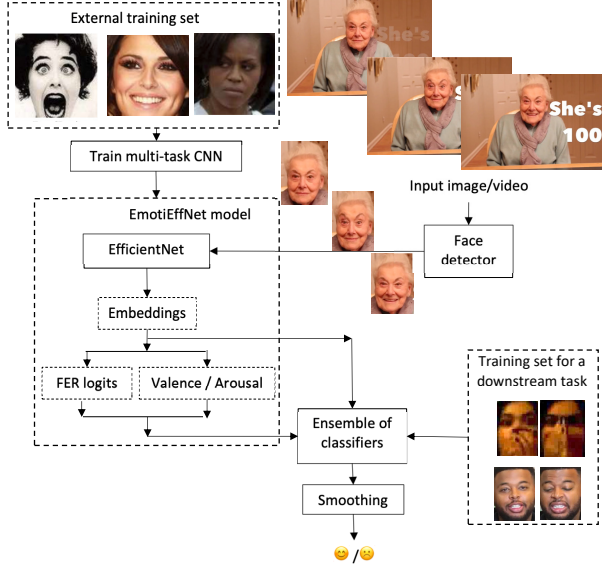 External training set
She's
100
Train multi-task CNN
Input image/video
EmotiEffNet model
EfficientNet
Face
detector
Embeddings
FER logits
Valence / Arousal
Training set for a
downstream task
Ensemble of
classifiers
Smoothing
/